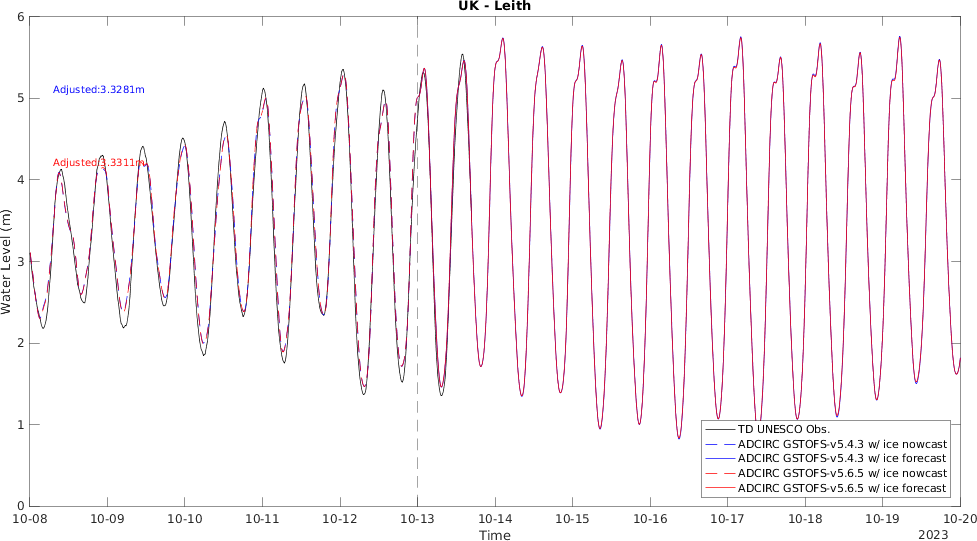 UK - Leith
6
5
4
3
2
1
0
Water Level (m)
Adjusted:3.3281m
Adjusted:3.3311m
TD UNESCO Obs.
ADCIRC GSTOFS-v5.4.3 w/ ice nowcast
ADCIRC GSTOFS-v5.4.3 w/ ice forecast
ADCIRC GSTOFS-v5.6.5 w/ ice nowcast
ADCIRC GSTOFS-v5.6.5 w/ ice forecast
10-08 10-09 10-10 10-11 10-12 10-13 10-14 10-15 10-16 10-17 10-18 10-19 10-20
Time
2023